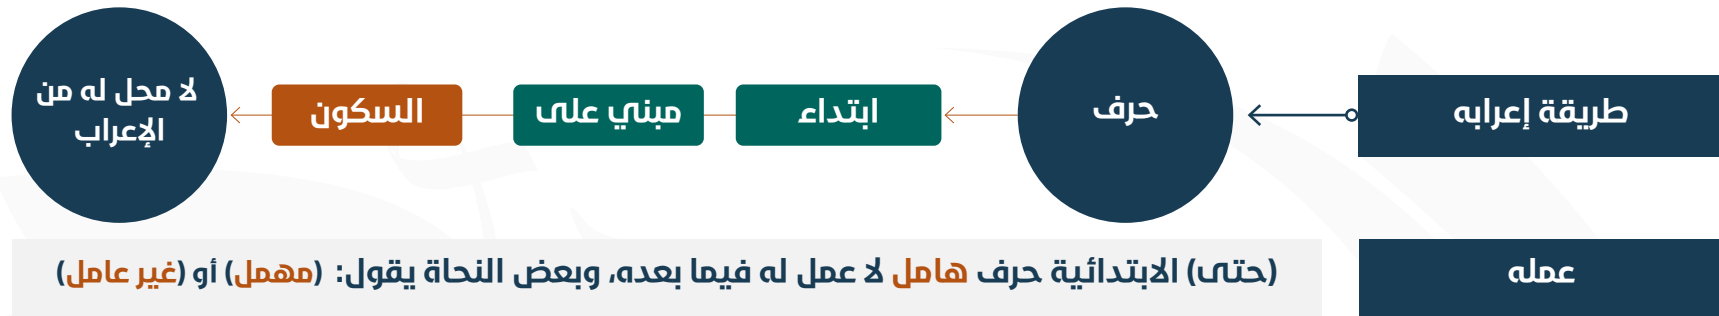 طريقة إعرابه
حرف
ابتداء
مبني على
السكون
لا محل له من
الإعراب
عمله
(حتى) الابتدائية حرف هامل لا عمل له فيما بعده، وبعض النحاة يقول: (مهمل) أو (غير عامل)